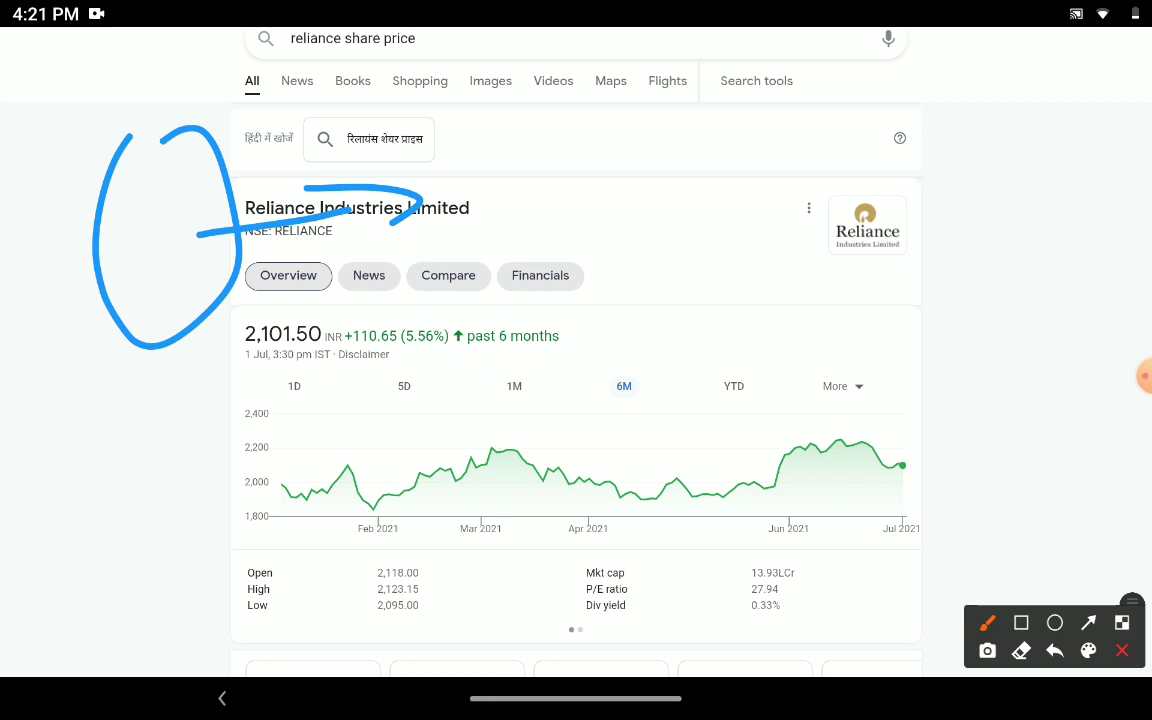 4:21 PM
reliance share price
All News Books Shopping Images Videos Maps Flights Search tools
हिंदी में खोजें रिलायंस शेयर प्राइस
Reliance Industries Limited
NSE: RELIANCE
Reliance
Industries Limited
Overview News Compare Financials
2,101.50 INR +110.65 (5.56%) past 6 months
1 Jul, 3:30 pm IST · Disclaimer
1D 5D 1M 6M YTD More
2,400
2,200
2,000
1,800
Feb 2021 Mar 2021 Apr 2021 Jun 2021 Jul 2021
Open 2,118.00 Mkt cap 13.93LCr
High 2,123.15 P/E ratio 27.94
Low 2,095.00 Div yield 0.33%